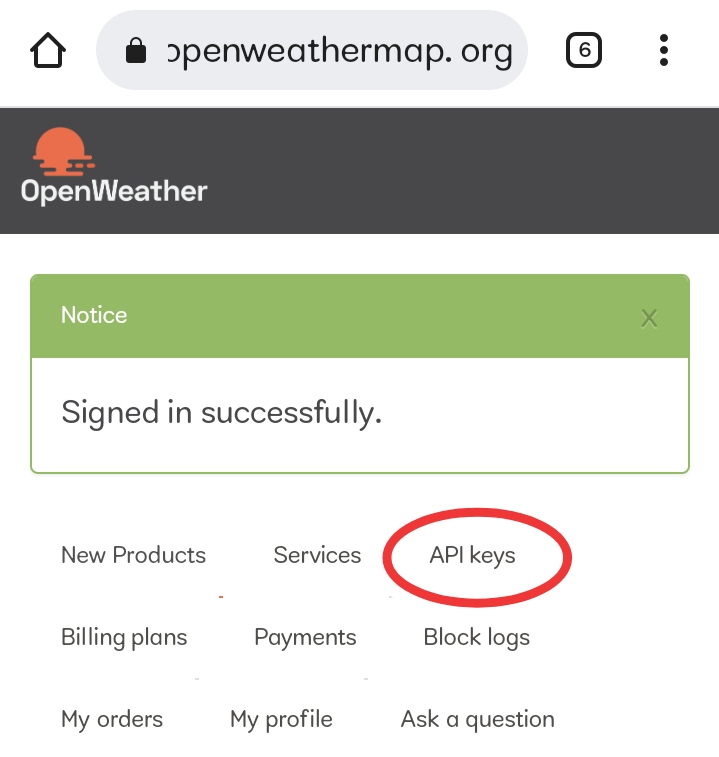 openweathermap. org 6
OpenWeather
Notice X
Signed in successfully.
New Products Services API keys
Billing plans Payments Block logs
My orders My profile Ask a question